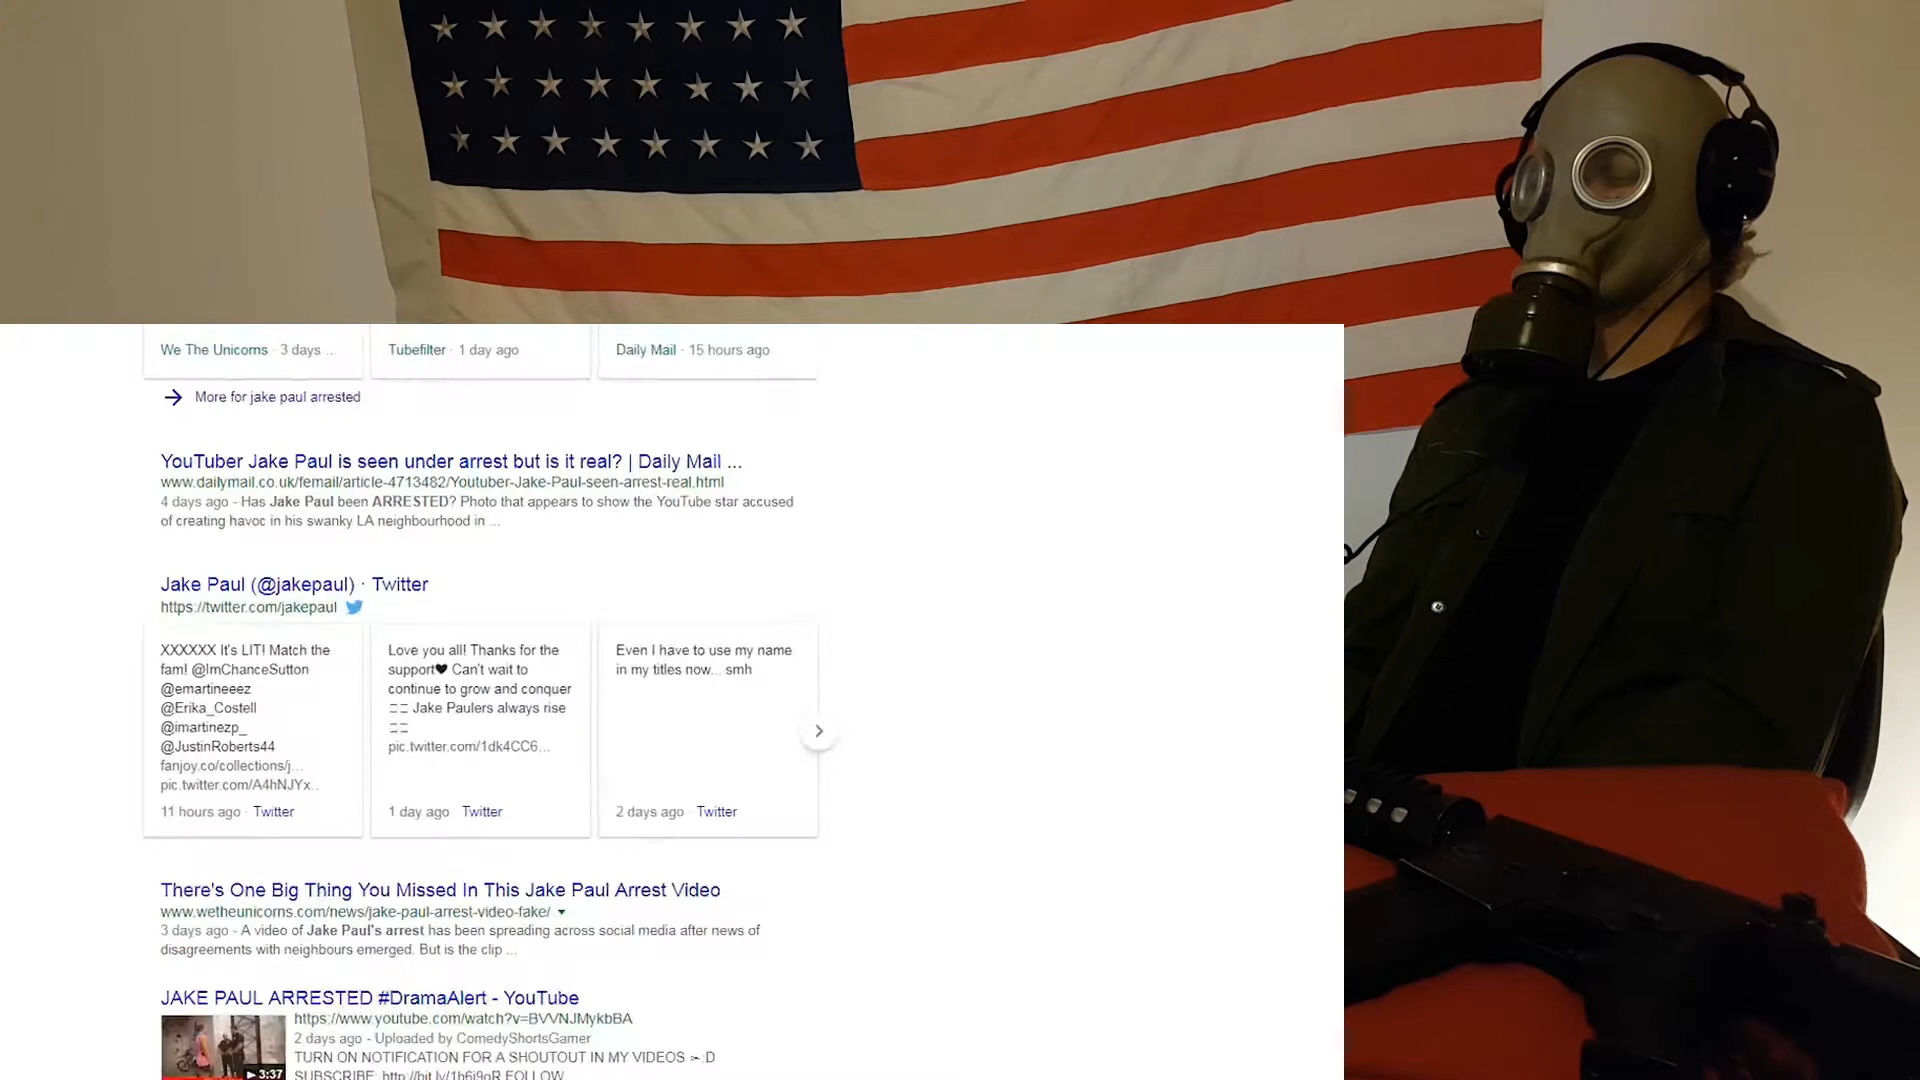 We The Unicorns · 3 days ...
Tubefilter · 1 day ago
Daily Mail · 15 hours ago
More for jake paul arrested
YouTuber Jake Paul is seen under arrest but is it real? | Daily Mail ...
www.dailymail.co.uk/femail/article-4713482/Youtuber-Jake-Paul-seen-arrest-real.html
4 days ago - Has Jake Paul been ARRESTED? Photo that appears to show the YouTube star accused
of creating havoc in his swanky LA neighbourhood in ...
Jake Paul (@jakepaul) · Twitter
https://twitter.com/jakepaul
XXXXXX It's LIT! Match the
fam! @ImChanceSutton
@emartineeez
@Erika_Costell
@imartinezp_
@JustinRoberts44
fanjoy.co/collections/j...
pic.twitter.com/A4hNJYx..
11 hours ago · Twitter
Love you all! Thanks for the
support♥ Can't wait to
continue to grow and conquer
Jake Paulers always rise
pic.twitter.com/1dk4CC6...
1 day ago Twitter
Even I have to use my name
in my titles now... smh
2 days ago · Twitter
There's One Big Thing You Missed In This Jake Paul Arrest Video
www.wetheunicorns.com/news/jake-paul-arrest-video-fake/
3 days ago - A video of Jake Paul's arrest has been spreading across social media after news of
disagreements with neighbours emerged. But is the clip ...
JAKE PAUL ARRESTED #DramaAlert - YouTube
https://www.youtube.com/watch?v=BVVNJMykbBA
2 days ago - Uploaded by ComedyShortsGamer
TURN ON NOTIFICATION FOR A SHOUTOUT IN MY VIDEOS :D
3:37
SUBSCRIBE: http://bit.ly/1h6i9oR FOLLOW